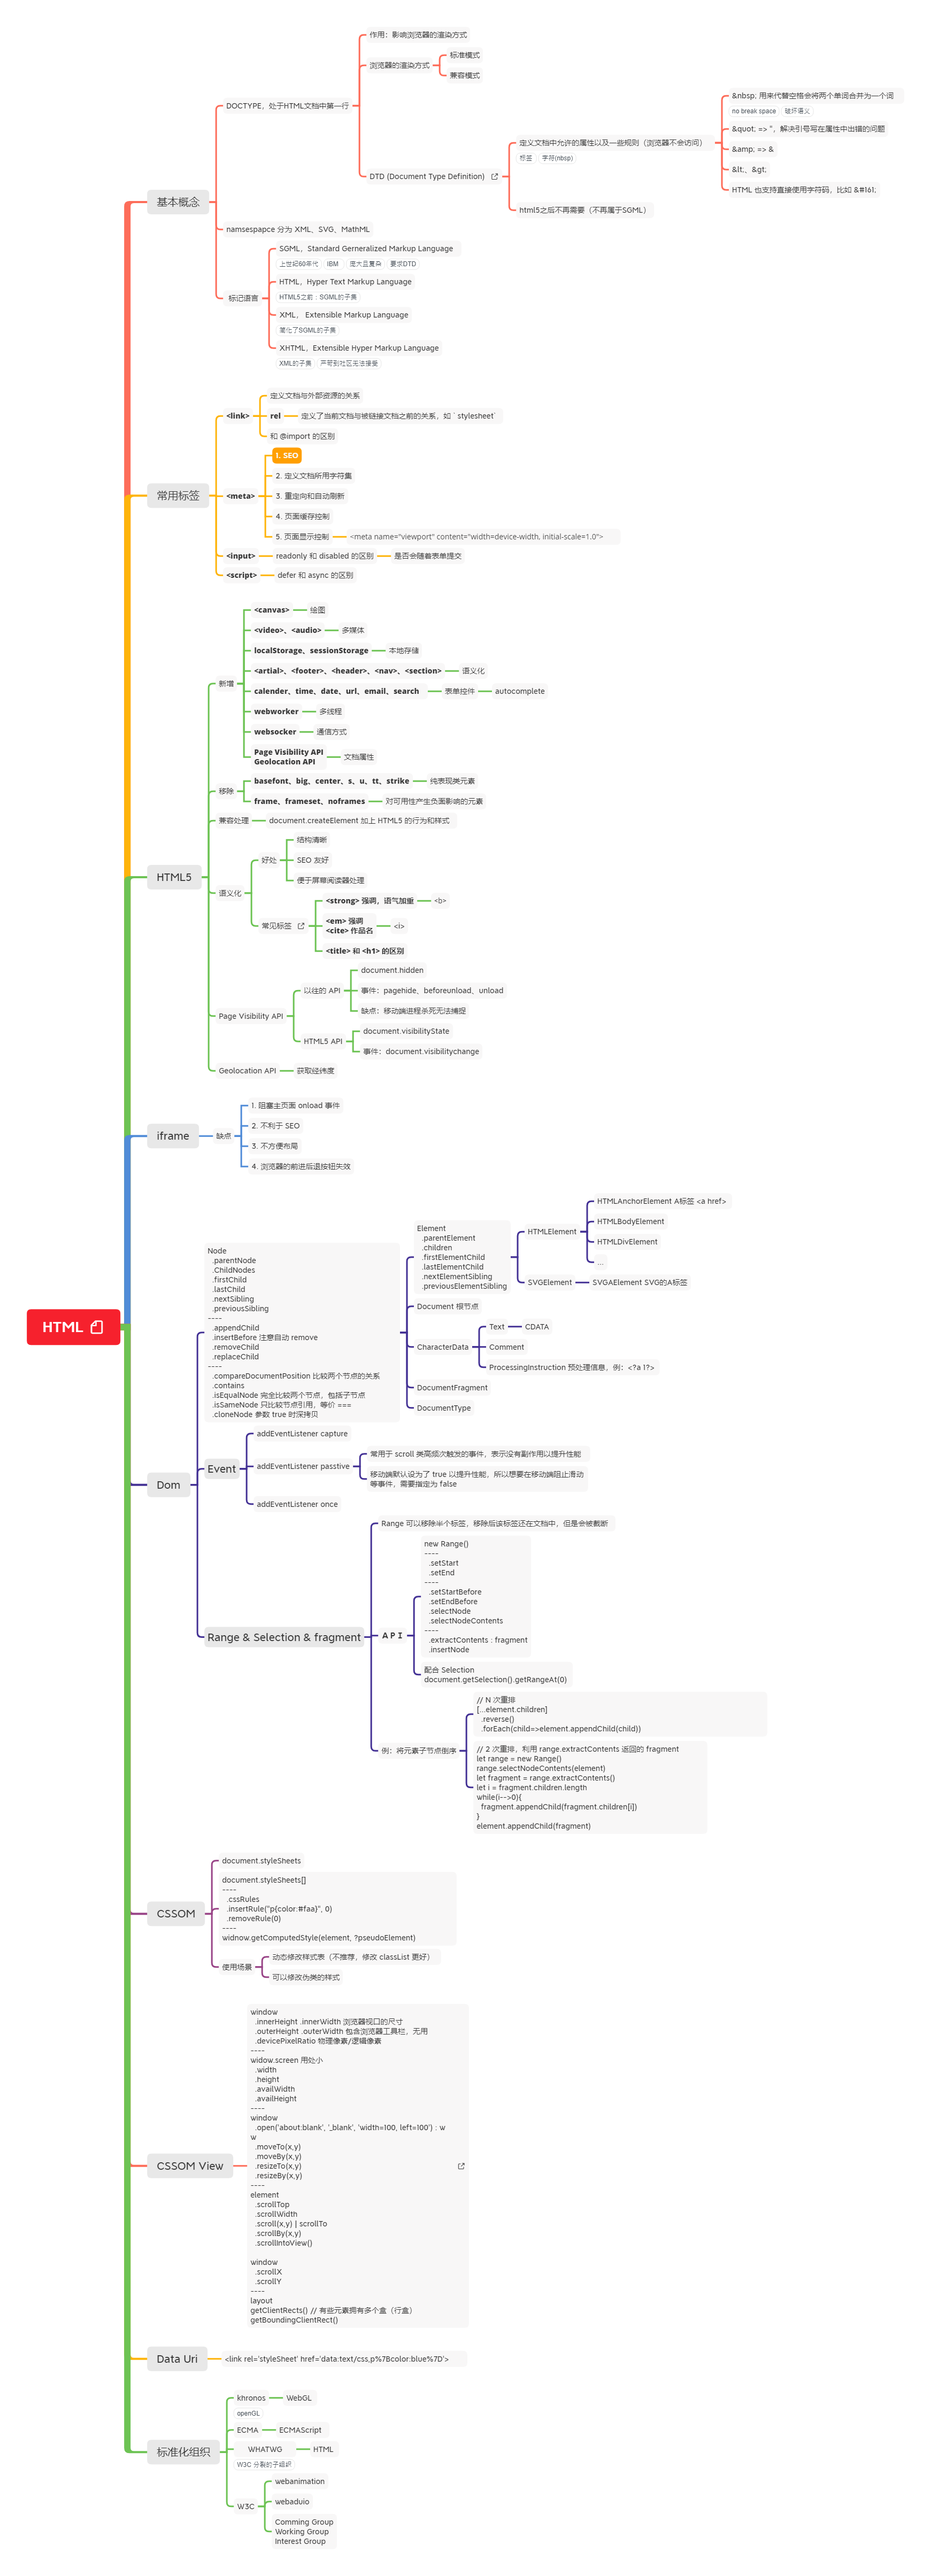 HTML
基本概念
DOCTYPE，处于HTML文档中第一行
作用：影响浏览器的渲染方式
浏览器的渲染方式
标准模式
兼容模式
DTD (Document Type Definition)
定义文档中允许的属性以及一些规则（浏览器不会访问）
标签 字符(nbsp)
&nbsp; 用来代替空格会将两个单词合并为一个词
no break space 破坏语义
&quot; => "，解决引号写在属性中出错的问题
&amp; => &
&lt;、&gt;
HTML 也支持直接使用字符码，比如 &#161;
html5之后不再需要（不再属于SGML）
namsespapce 分为 XML、SVG、MathML
标记语言
SGML，Standard Gerneralized Markup Language
上世纪60年代 IBM 庞大且复杂 要求DTD
HTML，Hyper Text Markup Language
HTML5之前：SGML的子集
XML， Extensible Markup Language
简化了SGML的子集
XHTML，Extensible Hyper Markup Language
XML的子集 严苛到社区无法接受
常用标签
<link>
定义文档与外部资源的关系
rel
定义了当前文档与被链接文档之前的关系，如 ` stylesheet`
和 @import 的区别
<meta>
1. SEO
2. 定义文档所用字符集
3. 重定向和自动刷新
4. 页面缓存控制
5. 页面显示控制
<meta name="viewport" content="width=device-width, initial-scale=1.0">
<input>
readonly 和 disabled 的区别
是否会随着表单提交
<script>
defer 和 async 的区别
HTML5
新增
<canvas>
绘图
<video>、<audio>
多媒体
localStorage、sessionStorage
本地存储
<artial>、<footer>、<header>、<nav>、<section>
语义化
calender、time、date、url、email、search
表单控件
autocomplete
webworker
多线程
websocker
通信方式
Page Visibility API
Geolocation API
文档属性
移除
basefont、big、center、s、u、tt、strike
纯表现类元素
frame、frameset、noframes
对可用性产生负面影响的元素
兼容处理
document.createElement 加上 HTML5 的行为和样式
语义化
好处
结构清晰
SEO 友好
便于屏幕阅读器处理
常见标签
<strong> 强调，语气加重
<b>
<em> 强调
<cite> 作品名
<i>
<title> 和 <h1> 的区别
Page Visibility API
以往的 API
document.hidden
事件：pagehide、beforeunload、unload
缺点：移动端进程杀死无法捕捉
HTML5 API
document.visibilityState
事件：document.visibilitychange
Geolocation API
获取经纬度
iframe
缺点
1. 阻塞主页面 onload 事件
2. 不利于 SEO
3. 不方便布局
4. 浏览器的前进后退按钮失效
Dom
Node
.parentNode
.ChildNodes
.firstChild
.lastChild
.nextSibling
.previousSibling
----
.appendChild
.insertBefore 注意自动 remove
.removeChild
.replaceChild
----
.compareDocumentPosition 比较两个节点的关系
.contains
.isEqualNode 完全比较两个节点，包括子节点
.isSameNode 只比较节点引用，等价 ===
.cloneNode 参数 true 时深拷贝
Element
.parentElement
.children
.firstElementChild
.lastElementChild
.nextElementSibling
.previousElementSibling
HTMLElement
HTMLAnchorElement A标签 <a href>
HTMLBodyElement
HTMLDivElement
...
SVGElement
SVGAElement SVG的A标签
Document 根节点
CharacterData
Text
CDATA
Comment
ProcessingInstruction 预处理信息，例：<?a 1?>
DocumentFragment
DocumentType
Event
addEventListener capture
addEventListener passtive
常用于 scroll 类高频次触发的事件，表示没有副作用以提升性能
移动端默认设为了 true 以提升性能，所以想要在移动端阻止滑动
等事件，需要指定为 false
addEventListener once
Range & Selection & fragment
Range 可以移除半个标签，移除后该标签还在文档中，但是会被截断
API
new Range()
----
.setStart
.setEnd
----
.setStartBefore
.setEndBefore
.selectNode
.selectNodeContents
----
.extractContents : fragment
.insertNode
配合 Selection
document.getSelection().getRangeAt(0)
例：将元素子节点倒序
// N 次重排
[...element.children]
.reverse()
.forEach(child=>element.appendChild(child))
// 2 次重排，利用 range.extractContents 返回的 fragment
let range = new Range()
range.selectNodeContents(element)
let fragment = range.extractContents()
let i = fragment.children.length
while(i-->0){
fragment.appendChild(fragment.children[i])
}
element.appendChild(fragment)
CSSOM
document.styleSheets
document.styleSheets[]
----
.cssRules
.insertRule("p{color:#faa}", 0)
.removeRule(0)
----
widnow.getComputedStyle(element, ?pseudoElement)
使用场景
动态修改样式表（不推荐，修改 classList 更好）
可以修改伪类的样式
CSSOM View
window
.innerHeight .innerWidth 浏览器视口的尺寸
.outerHeight .outerWidth 包含浏览器工具栏，无用
.devicePixelRatio 物理像素/逻辑像素
----
widow.screen 用处小
.width
.height
.availWidth
.availHeight
----
window
.open('about:blank', '_blank', 'width=100, left=100') : w
w
.moveTo(x,y)
.moveBy(x,y)
.resizeTo(x,y)
.resizeBy(x,y)
----
element
.scrollTop
.scrollWidth
.scroll(x,y) | scrollTo
.scrollBy(x,y)
.scrollIntoView()
window
.scrollX
.scrollY
----
layout
getClientRects() // 有些元素拥有多个盒（行盒）
getBoundingClientRect()
Data Uri
<link rel='styleSheet' href='data:text/css,p%7Bcolor:blue%7D'>
标准化组织
khronos
WebGL
openGL
ECMA
ECMAScript
WHATWG
HTML
W3C 分裂的子组织
W3C
webanimation
webaduio
Comming Group
Working Group
Interest Group